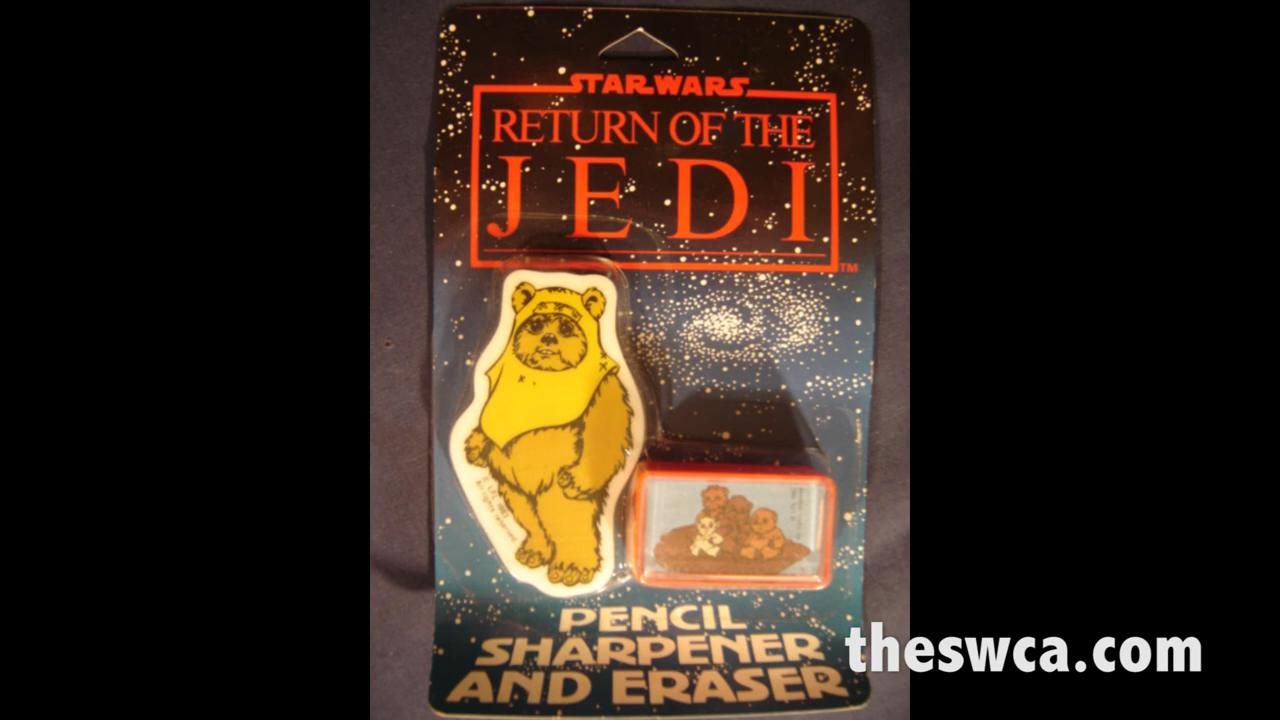 STAR WARS
RETURN OF THE
JEDI
TM
PENCIL
SHARPENER
AND ERASER
theswca.com